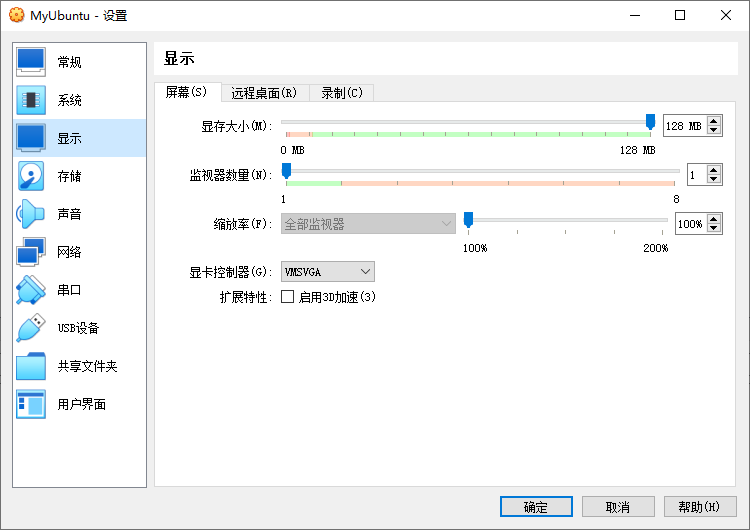 MyUbuntu - 设置
常规
系统
显示
存储
声音
网络
串口
USB设备
共享文件夹
用户界面
显示
屏幕(S) 远程桌面(R) 录制(C)
显存大小(M): 128 MB
0 MB 128 MB
监视器数量(N): 1
1 8
缩放率(F): 全部监视器 100%
100% 200%
显卡控制器(G): VMSVGA
扩展特性: 启用3D加速(3)
确定 取消 帮助(H)